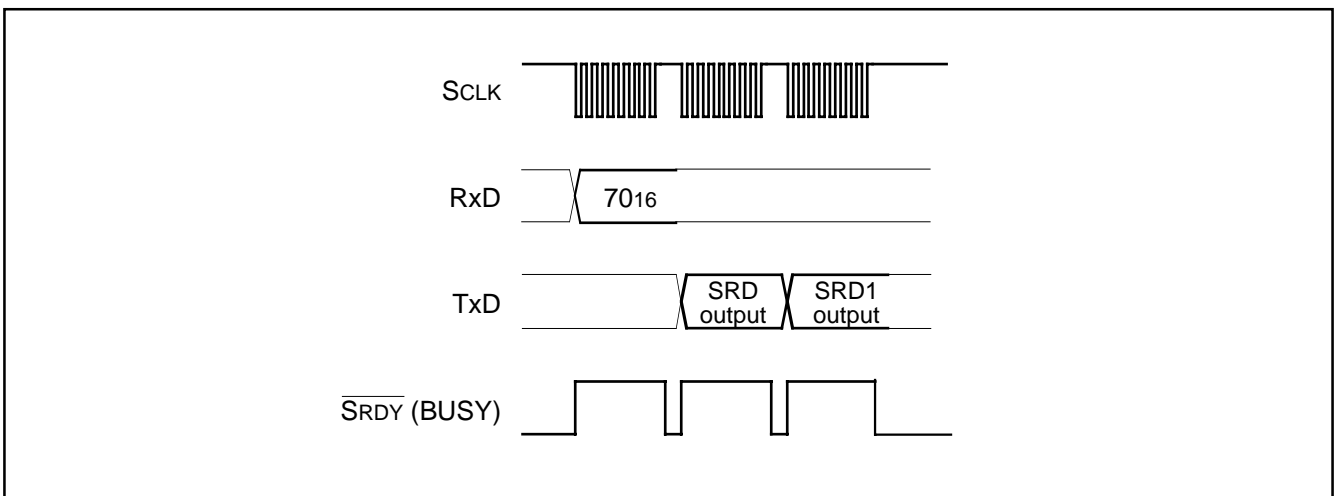 SCLK
RxD
7016
TxD
SRD
output
SRD1
output
SRDY (BUSY)